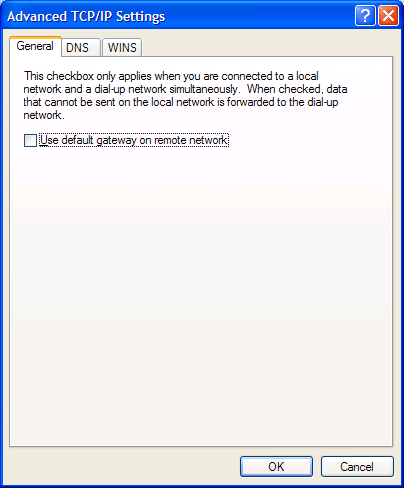 Advanced TCP/IP Settings
General DNS WINS
This checkbox only applies when you are connected to a local
network and a dial-up network simultaneously. When checked, data
that cannot be sent on the local network is forwarded to the dial-up
network.
Use default gateway on remote network
OK Cancel